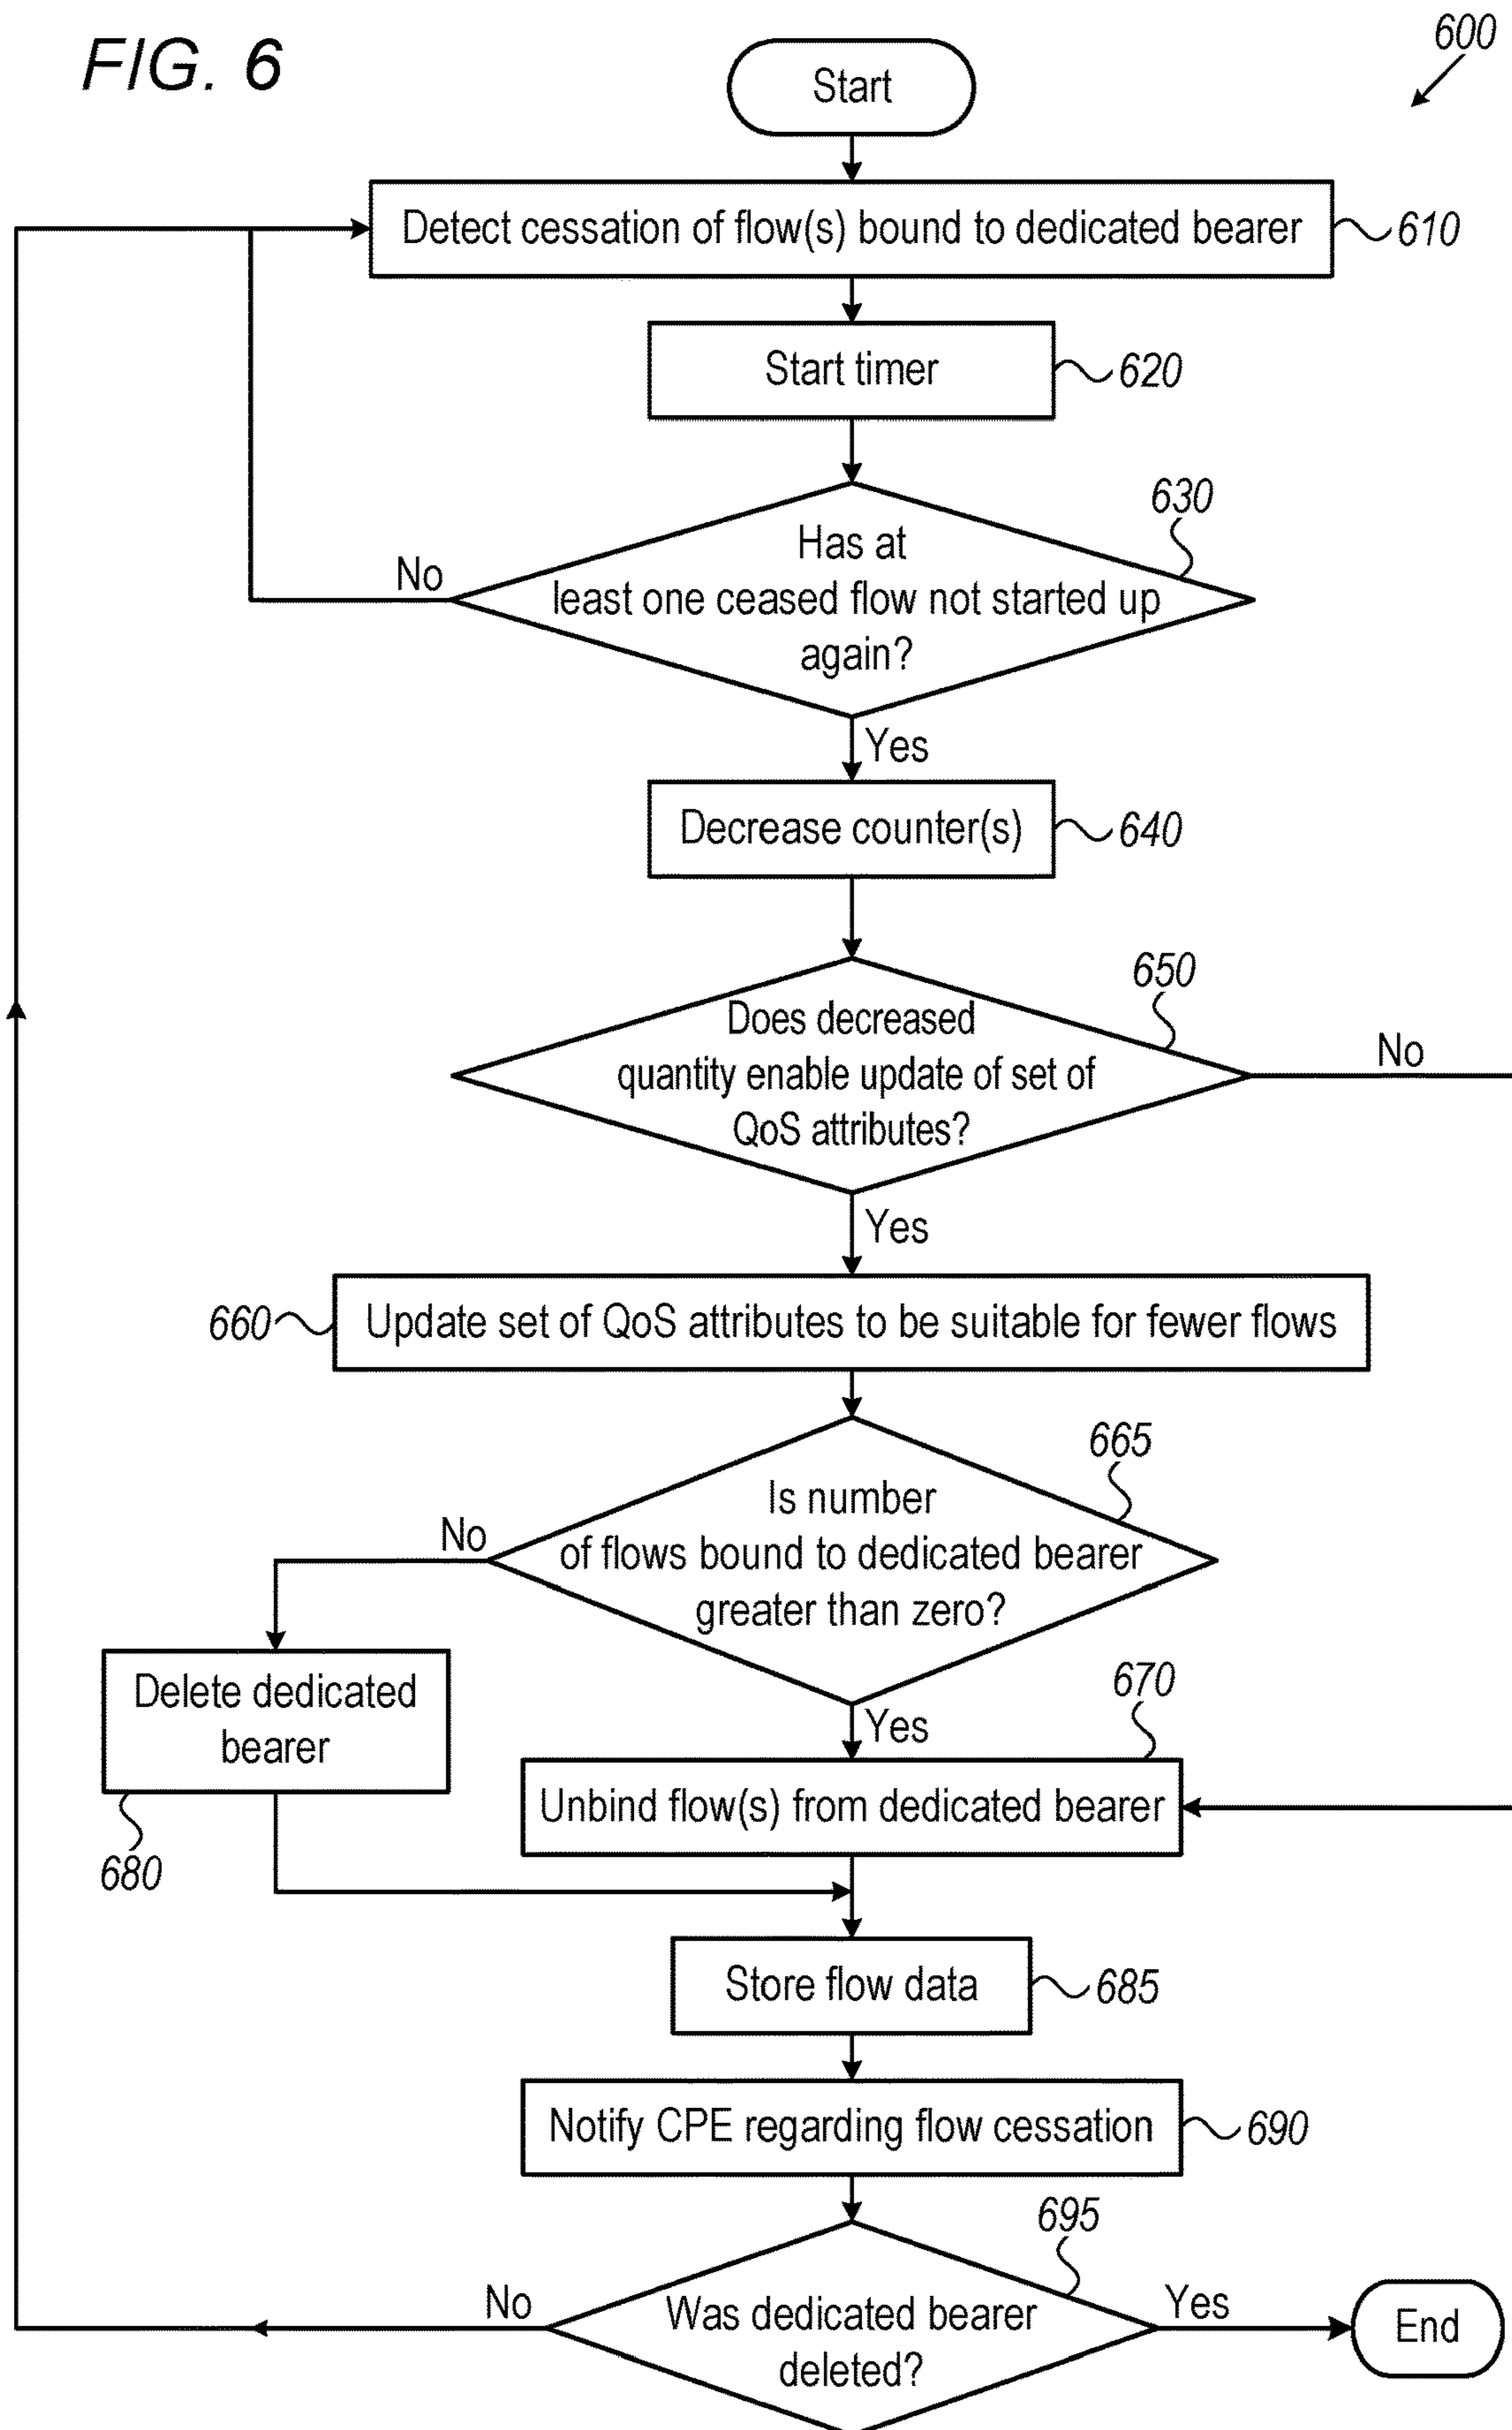 FIG. 6
600
Start
Detect cessation of flow(s) bound to dedicated bearer
610
Start timer
620
630
Has at
least one ceased flow not started up
again?
No
Yes
Decrease counter(s)
640
650
Does decreased
quantity enable update of set of
QoS attributes?
No
Yes
660
Update set of QoS attributes to be suitable for fewer flows
665
Is number
of flows bound to dedicated bearer
greater than zero?
No
Yes
Delete dedicated
bearer
680
670
Unbind flow(s) from dedicated bearer
Store flow data
685
Notify CPE regarding flow cessation
690
695
Was dedicated bearer
deleted?
No
Yes
End